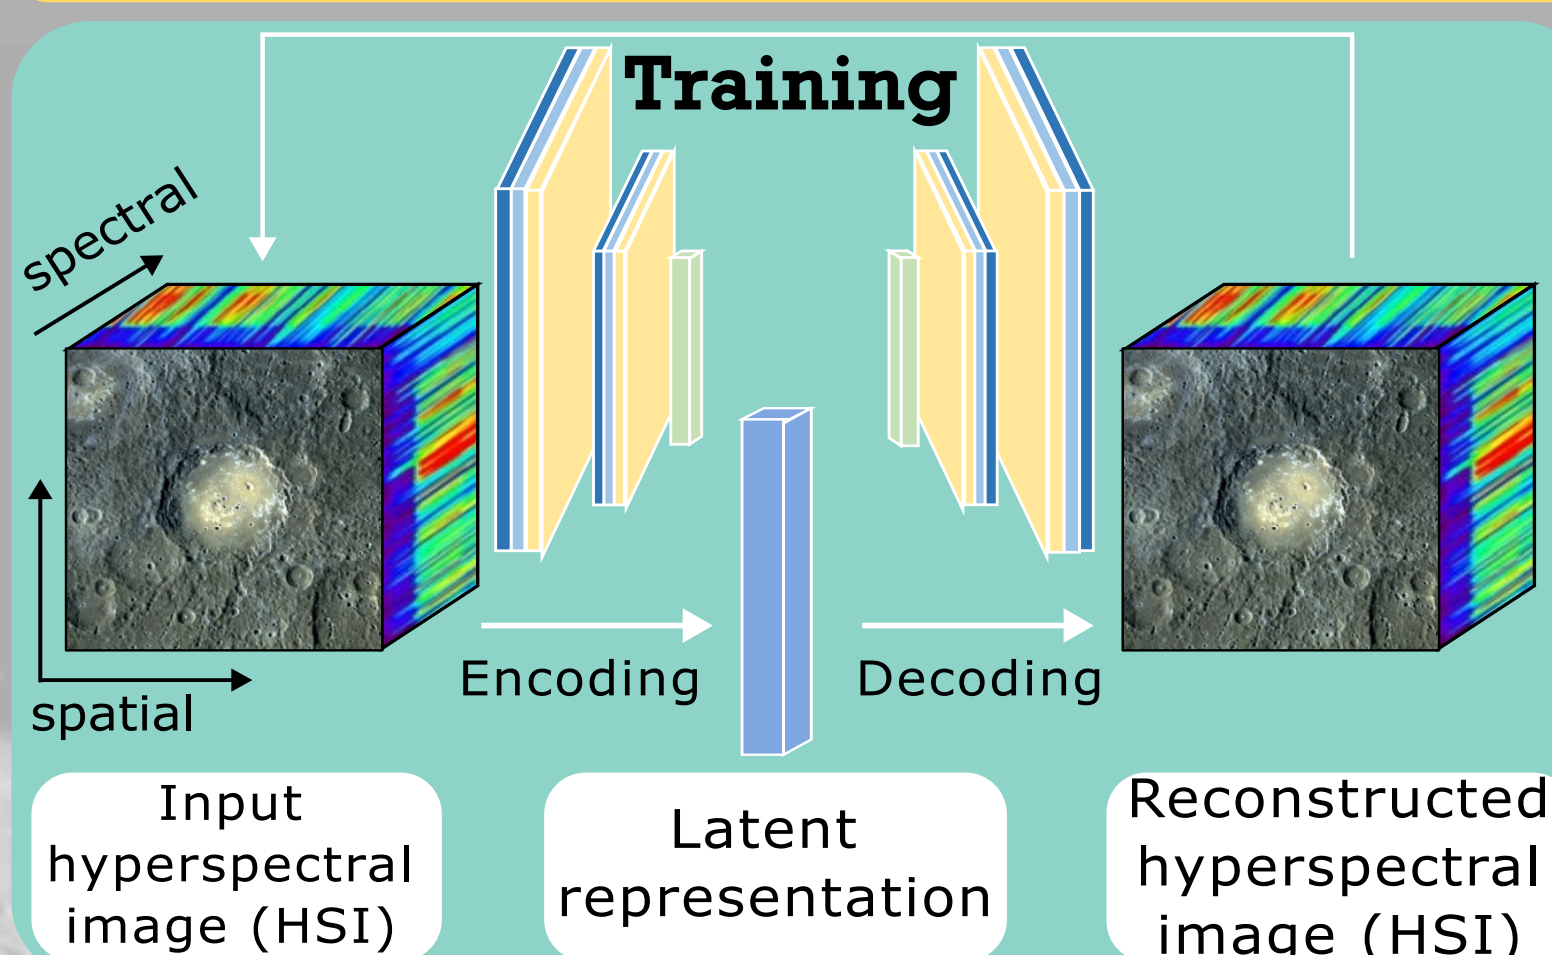 Training
spectral
spatial
Encoding
Decoding
Input
hyperspectral
image (HSI)
Latent
representation
Reconstructed
hyperspectral
image (HSI)